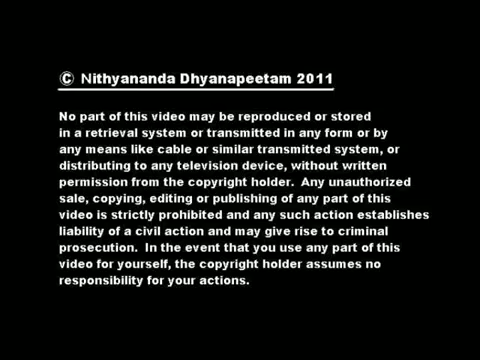 © Nithyananda Dhyanapeetam 2011
No part of this video may be reproduced or stored
in a retrieval system or transmitted in any form or by
any means like cable or similar transmitted system, or
distributing to any television device, without written
permission from the copyright holder.  Any unauthorized
sale, copying, editing or publishing of any part of this
video is strictly prohibited and any such action establishes
liability of a civil action and may give rise to criminal
prosecution.  In the event that you use any part of this
video for yourself, the copyright holder assumes no
responsibility for your actions.